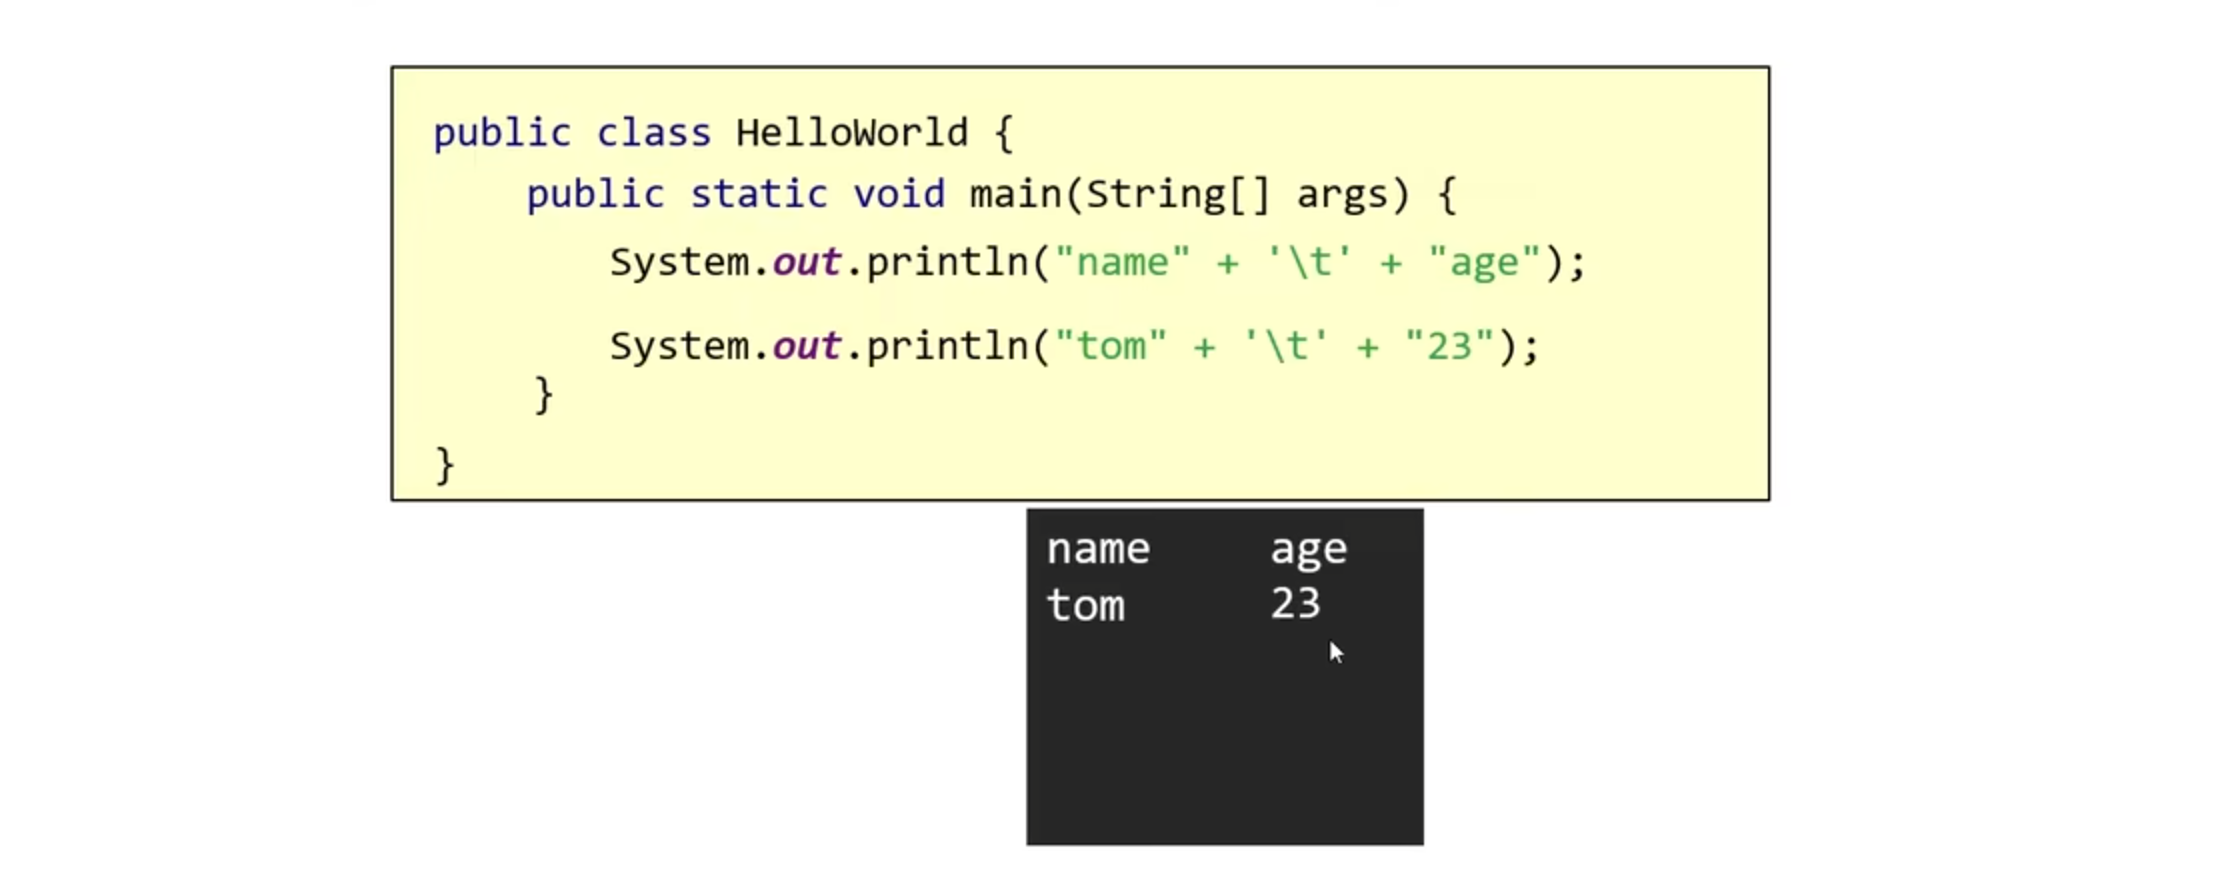 public class HelloWorld {
    public static void main(String[] args) {
        System.out.println("name" + '\t' + "age");
        System.out.println("tom" + '\t' + "23");
    }
}
name    age
tom     23